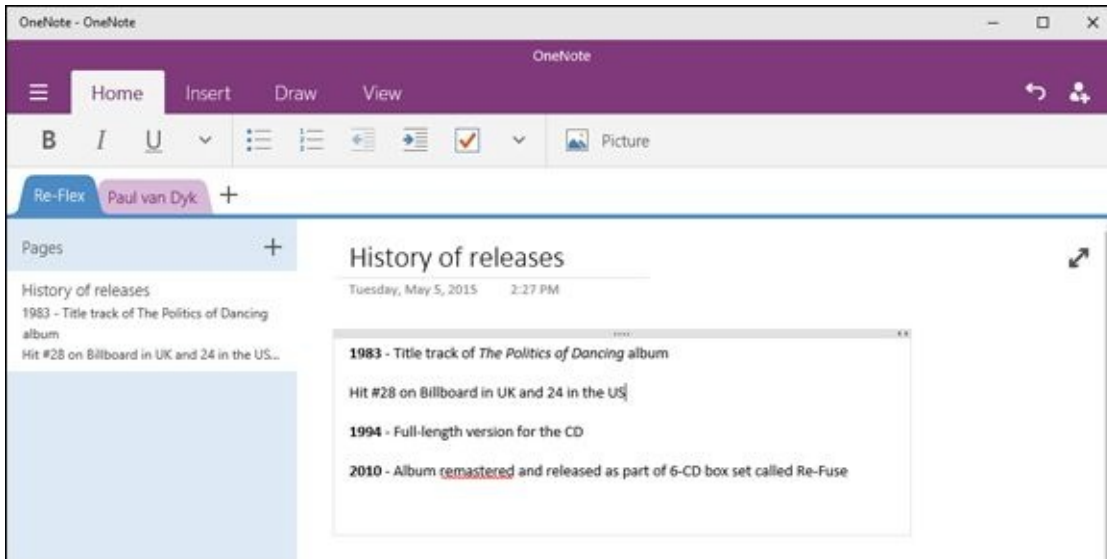 OneNote - OneNote
OneNote
Home Insert Draw View
B I U Picture
Re-Flex Paul van Dyk +
Pages +
History of releases
1983 - Title track of The Politics of Dancing
album
Hit #28 on Billboard in UK and 24 in the US...
History of releases
Tuesday, May 5, 2015 2:27 PM
1983 - Title track of The Politics of Dancing album
Hit #28 on Billboard in UK and 24 in the US
1994 - Full-length version for the CD
2010 - Album remastered and released as part of 6-CD box set called Re-Fuse